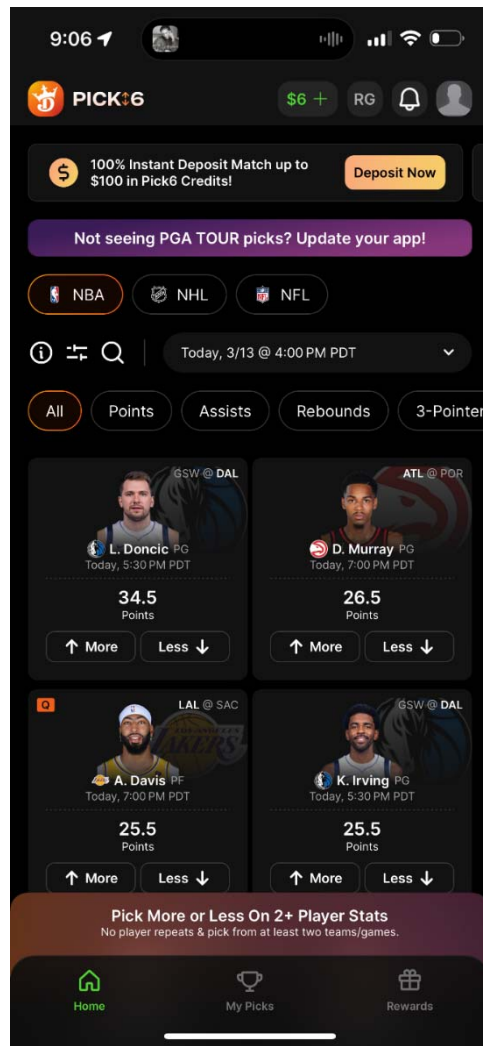 9:06
PICK6
$6 +
RG
100% Instant Deposit Match up to
$100 in Pick6 Credits!
Deposit Now
Not seeing PGA TOUR picks? Update your app!
NBA
NHL
NFL
Today, 3/13 @ 4:00 PM PDT
All
Points
Assists
Rebounds
3-Pointer
GSW @ DAL
L. Doncic PG
Today, 5:30 PM PDT
34.5
Points
More
Less
ATL @ POR
D. Murray PG
Today, 7:00 PM PDT
26.5
Points
More
Less
Q
LAL @ SAC
LAKERS
A. Davis PF
Today, 7:00 PM PDT
25.5
Points
More
Less
GSW @ DAL
K. Irving PG
Today, 5:30 PM PDT
25.5
Points
More
Less
Pick More or Less On 2+ Player Stats
No player repeats & pick from at least two teams/games.
Home
My Picks
Rewards